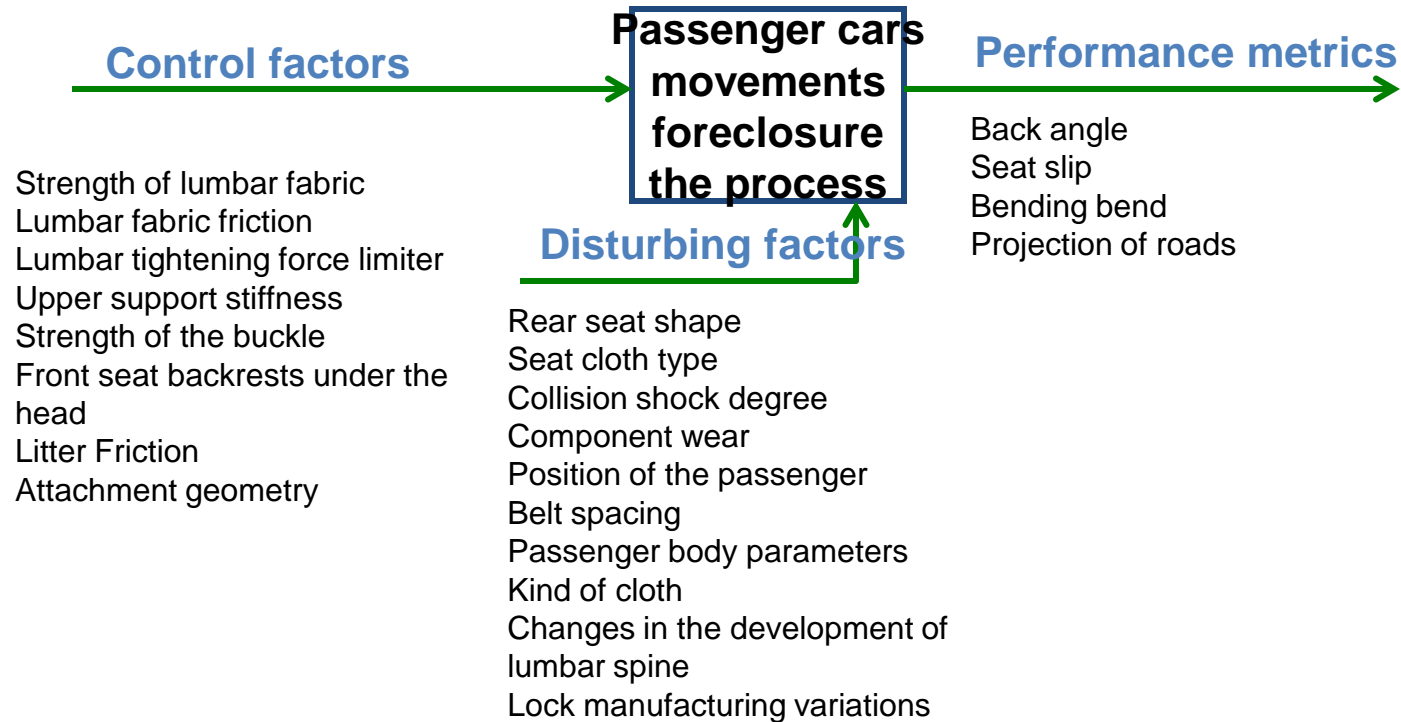 Control factors
Strength of lumbar fabric
Lumbar fabric friction
Lumbar tightening force limiter
Upper support stiffness
Strength of the buckle
Front seat backrests under the
head
Litter Friction
Attachment geometry
Passenger cars
movements
foreclosure
the process
Disturbing factors
Rear seat shape
Seat cloth type
Collision shock degree
Component wear
Position of the passenger
Belt spacing
Passenger body parameters
Kind of cloth
Changes in the development of
lumbar spine
Lock manufacturing variations
Performance metrics
Back angle
Seat slip
Bending bend
Projection of roads